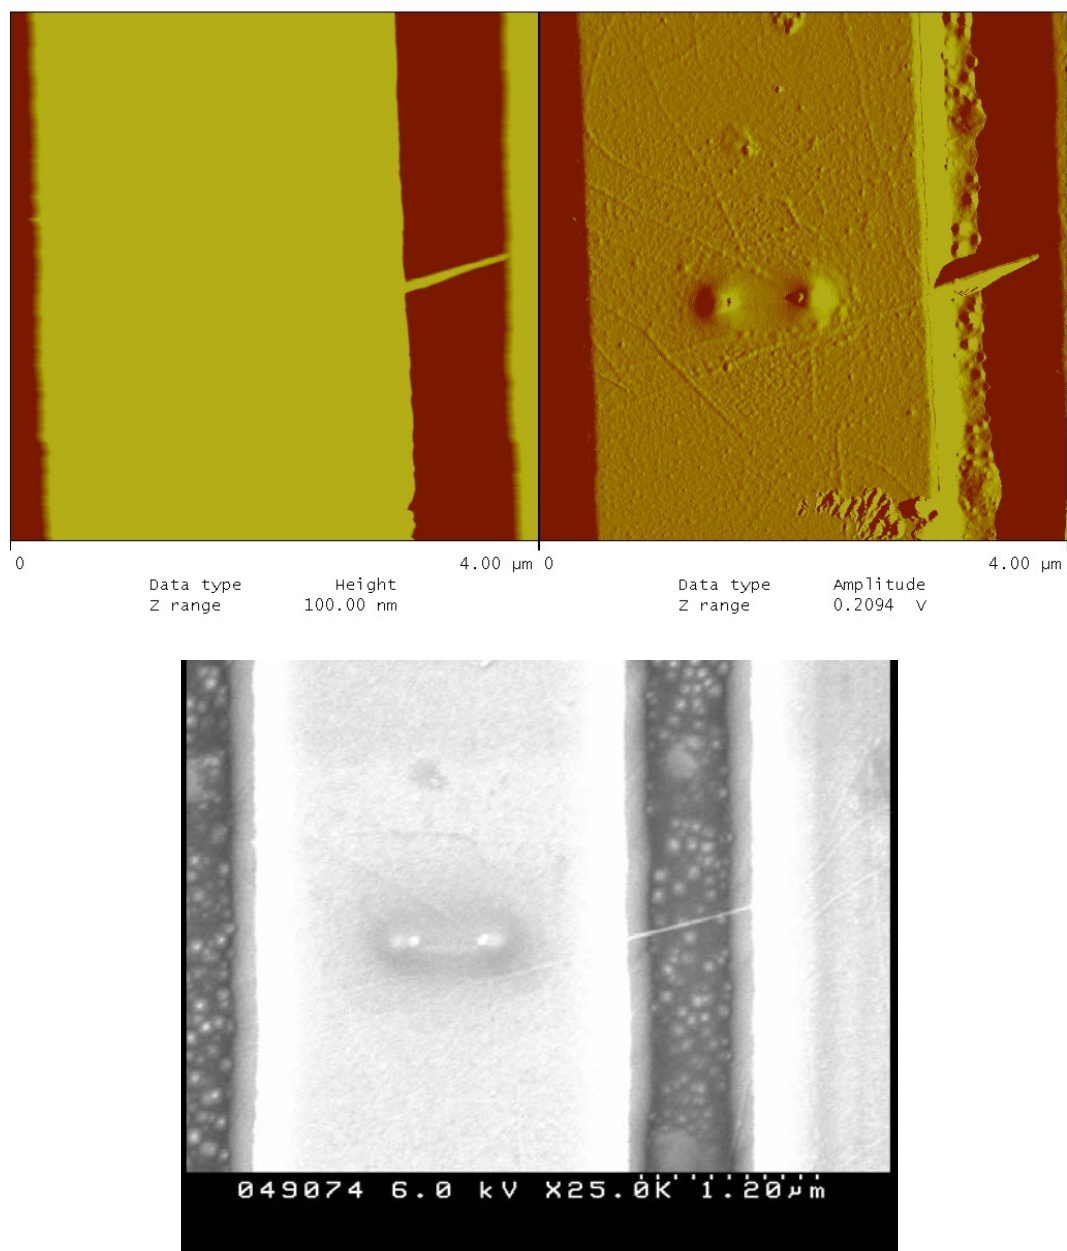 0 4.00 µm 0 4.00 µm
Data type Height Data type Amplitude
Z range 100.00 nm Z range 0.2094 V
049074 6.0 kV X25.0K 1.20µm